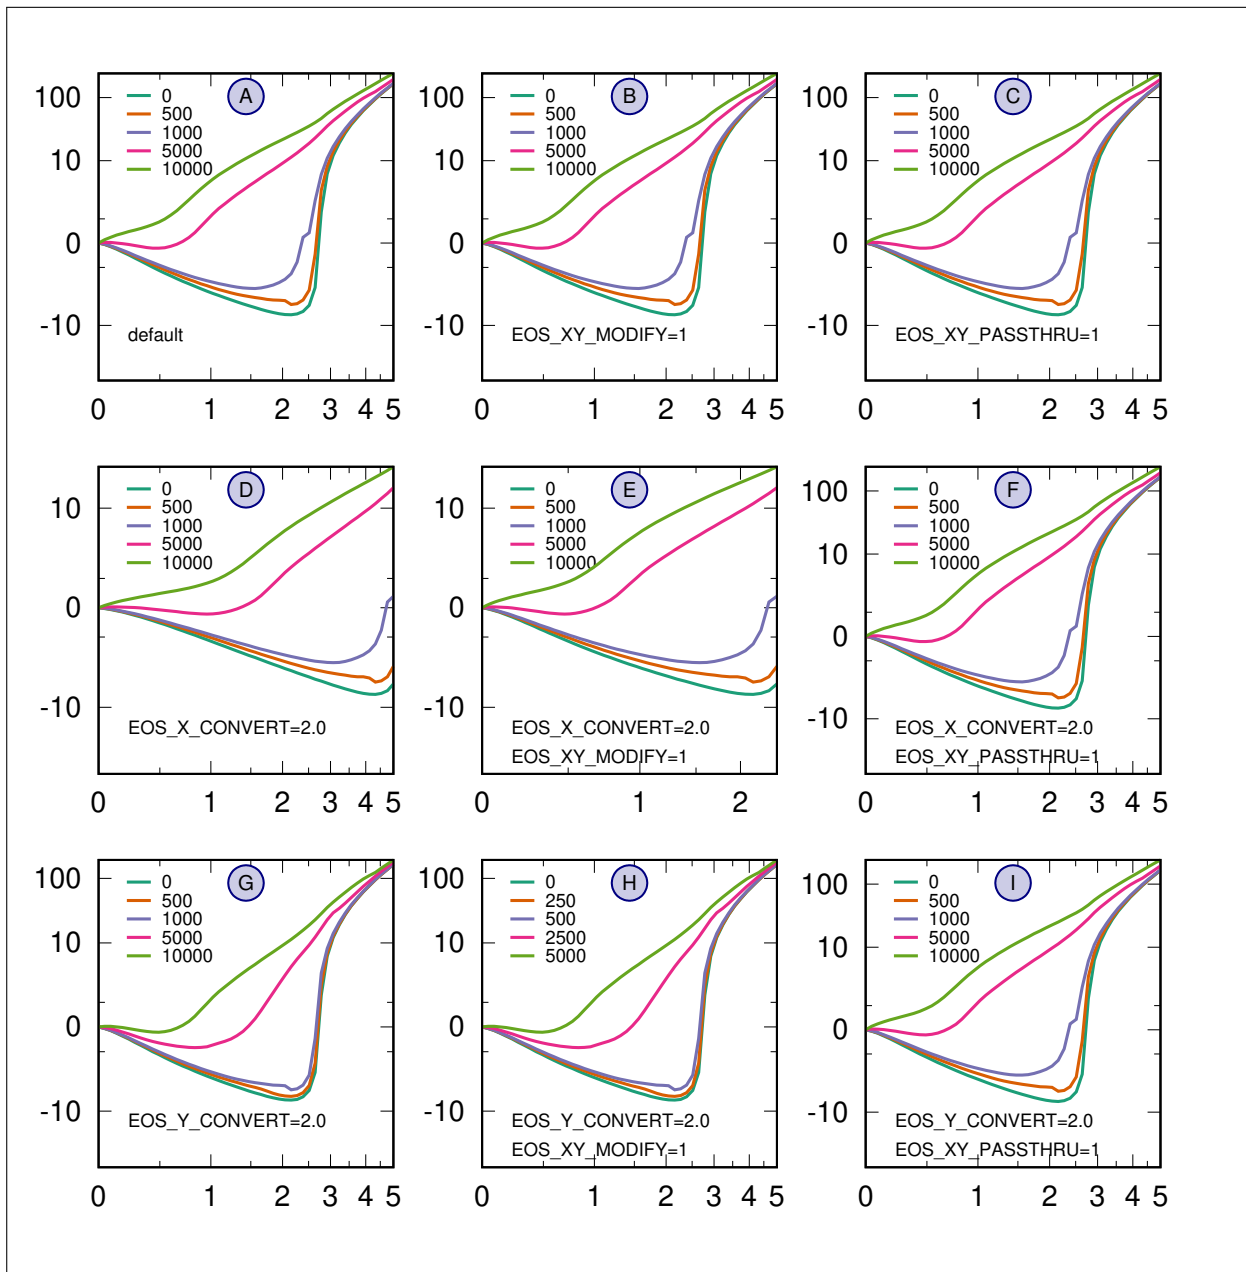 A
0
500
1000
5000
10000
100
10
0
-10
default
0 1 2 3 4 5
B
0
500
1000
5000
10000
100
10
0
-10
EOS_XY_MODIFY=1
0 1 2 3 4 5
C
0
500
1000
5000
10000
100
10
0
-10
EOS_XY_PASSTHRU=1
0 1 2 3 4 5
D
0
500
1000
5000
10000
10
0
-10
EOS_X_CONVERT=2.0
0 1 2 3 4 5
E
0
500
1000
5000
10000
10
0
-10
EOS_X_CONVERT=2.0
EOS_XY_MODIFY=1
0 1 2
F
0
500
1000
5000
10000
100
10
0
-10
EOS_X_CONVERT=2.0
EOS_XY_PASSTHRU=1
0 1 2 3 4 5
G
0
500
1000
5000
10000
100
10
0
-10
EOS_Y_CONVERT=2.0
0 1 2 3 4 5
H
0
250
500
2500
5000
100
10
0
-10
EOS_Y_CONVERT=2.0
EOS_XY_MODIFY=1
0 1 2 3 4 5
I
0
500
1000
5000
10000
100
10
0
-10
EOS_Y_CONVERT=2.0
EOS_XY_PASSTHRU=1
0 1 2 3 4 5